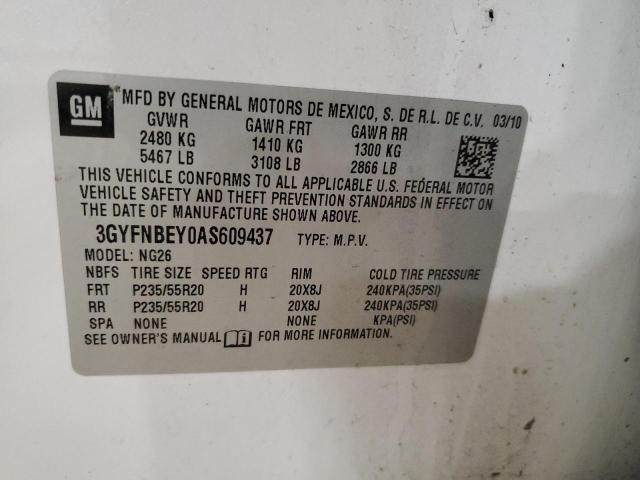 GM
MFD BY GENERAL MOTORS DE MEXICO, S. DE R.L. DE C.V. 03/10
GVWR GAWR FRT GAWR RR
2480 KG 1410 KG 1300 KG
5467 LB 3108 LB 2866 LB
THIS VEHICLE CONFORMS TO ALL APPLICABLE U.S. FEDERAL MOTOR
VEHICLE SAFETY AND THEFT PREVENTION STANDARDS IN EFFECT ON
THE DATE OF MANUFACTURE SHOWN ABOVE.
3GYFNBEY0AS609437 TYPE: M.P.V.
MODEL: NG26
NBFS TIRE SIZE SPEED RTG RIM COLD TIRE PRESSURE
FRT P235/55R20 H 20X8J 240KPA(35PSI)
RR P235/55R20 H 20X8J 240KPA(35PSI)
SPA NONE NONE KPA(PSI)
SEE OWNER'S MANUAL FOR MORE INFORMATION.